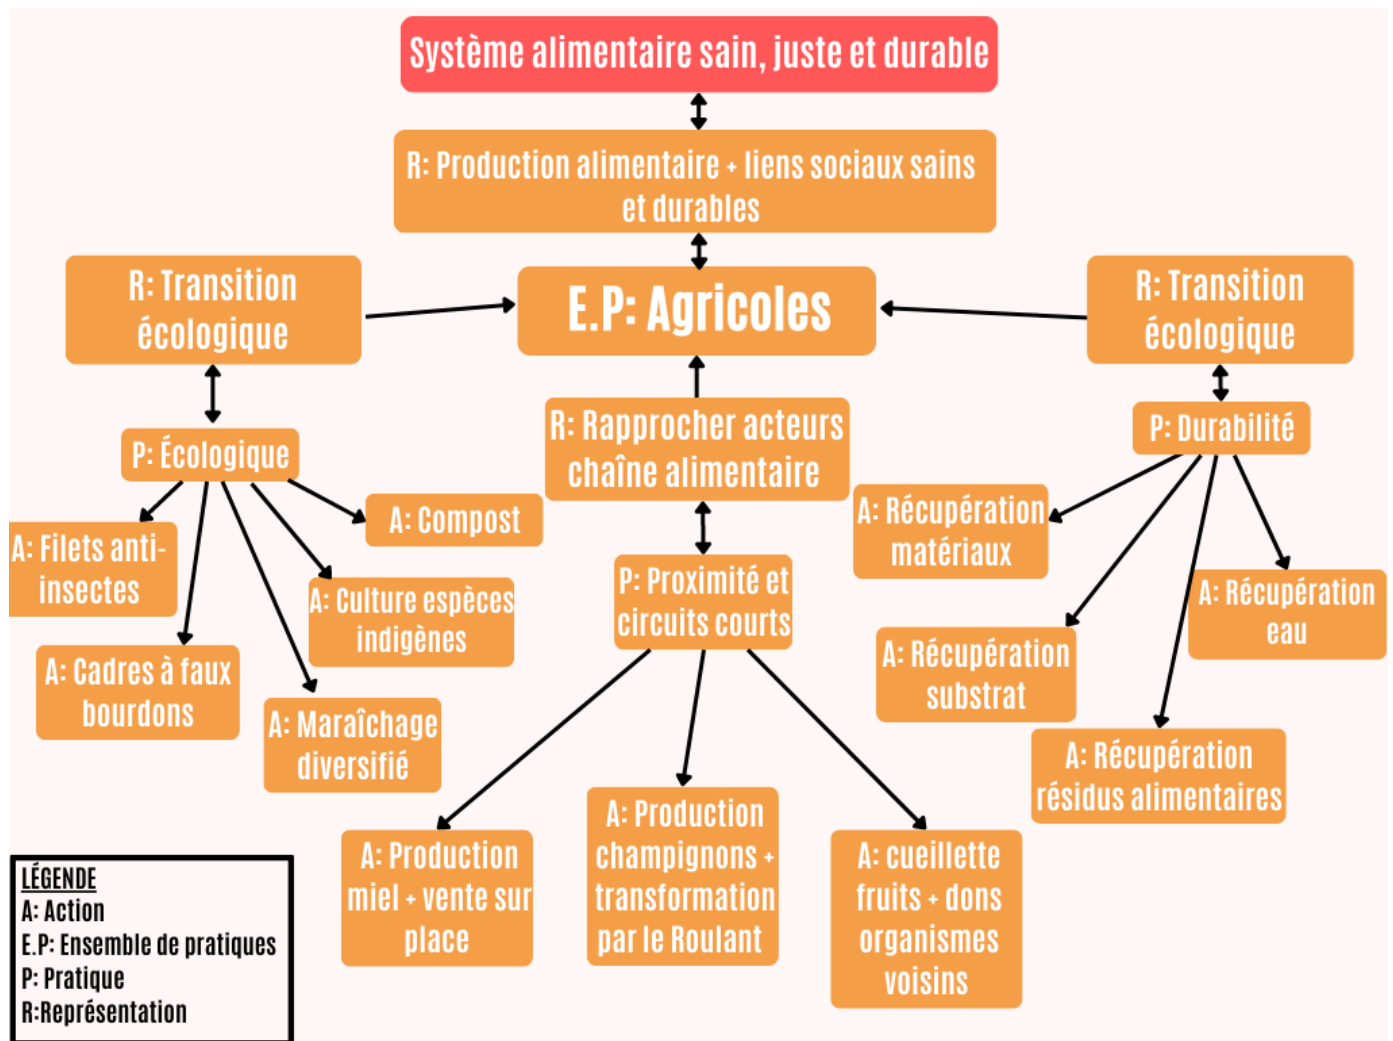 Système alimentaire sain, juste et durable
R: Production alimentaire + liens sociaux sains
et durables
R: Transition
écologique
E.P: Agricoles
R: Transition
écologique
P: Écologique
R: Rapprocher acteurs
chaîne alimentaire
P: Durabilité
A: Filets anti-
insectes
A: Compost
A: Culture espèces
indigènes
A: Cadres à faux
bourdons
A: Maraîchage
diversifié
P: Proximité et
circuits courts
A: Récupération
matériaux
A: Récupération
eau
A: Récupération
substrat
A: Récupération
résidus alimentaires
A: Production
miel + vente sur
place
A: Production
champignons +
transformation
par le Roulant
A: cueillette
fruits + dons
organismes
voisins
LÉGENDE
A: Action
E.P: Ensemble de pratiques
P: Pratique
R:Représentation